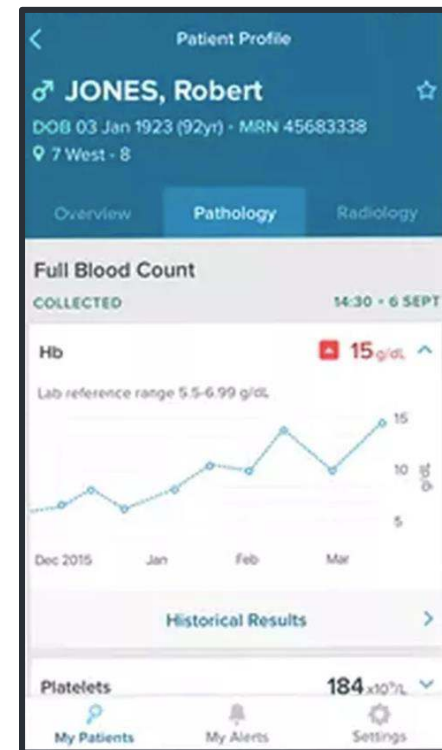 Patient Profile
JONES, Robert
DOB 03 Jan 1923 (92yr) - MRN 45683338
7 West - 8
Overview Pathology Radiology
Full Blood Count
COLLECTED 14:30 - 6 SEPT
Hb 15 g/dL
Lab reference range 5.5-6.99 g/dL
15
10
g/dL
5
Dec 2015 Jan Feb Mar
Historical Results
Platelets 184 x10⁹/L
My Patients My Alerts Settings